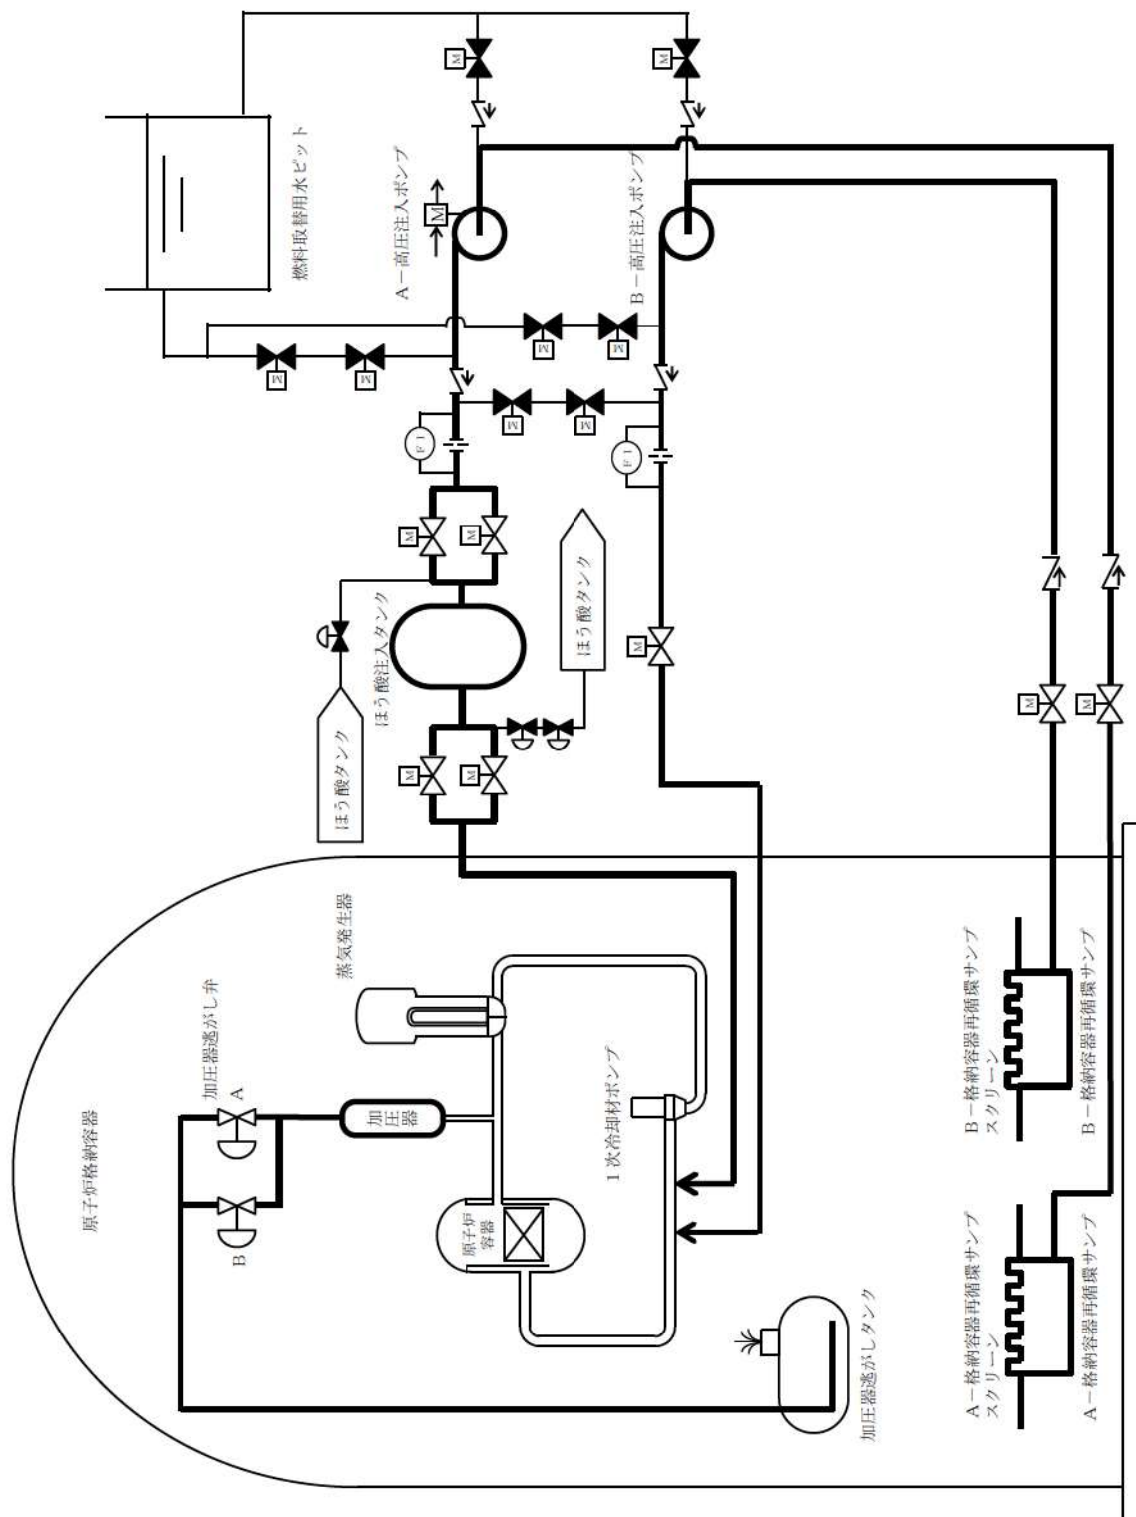 燃料取替用水ピット
A－高圧注入ポンプ
B－高圧注入ポンプ
M
M
M
M
M
M
M
M
M
FI
FI
M
M
ほう酸注入タンク
ほう酸タンク
ほう酸タンク
M
M
M
M
M
原子炉格納容器
加圧器逃がし弁
A
B
蒸気発生器
加圧器
原子炉
容器
1次冷却材ポンプ
加圧器逃がしタンク
B－格納容器再循環サンプ
スクリーン
B－格納容器再循環サンプ
A－格納容器再循環サンプ
スクリーン
A－格納容器再循環サンプ